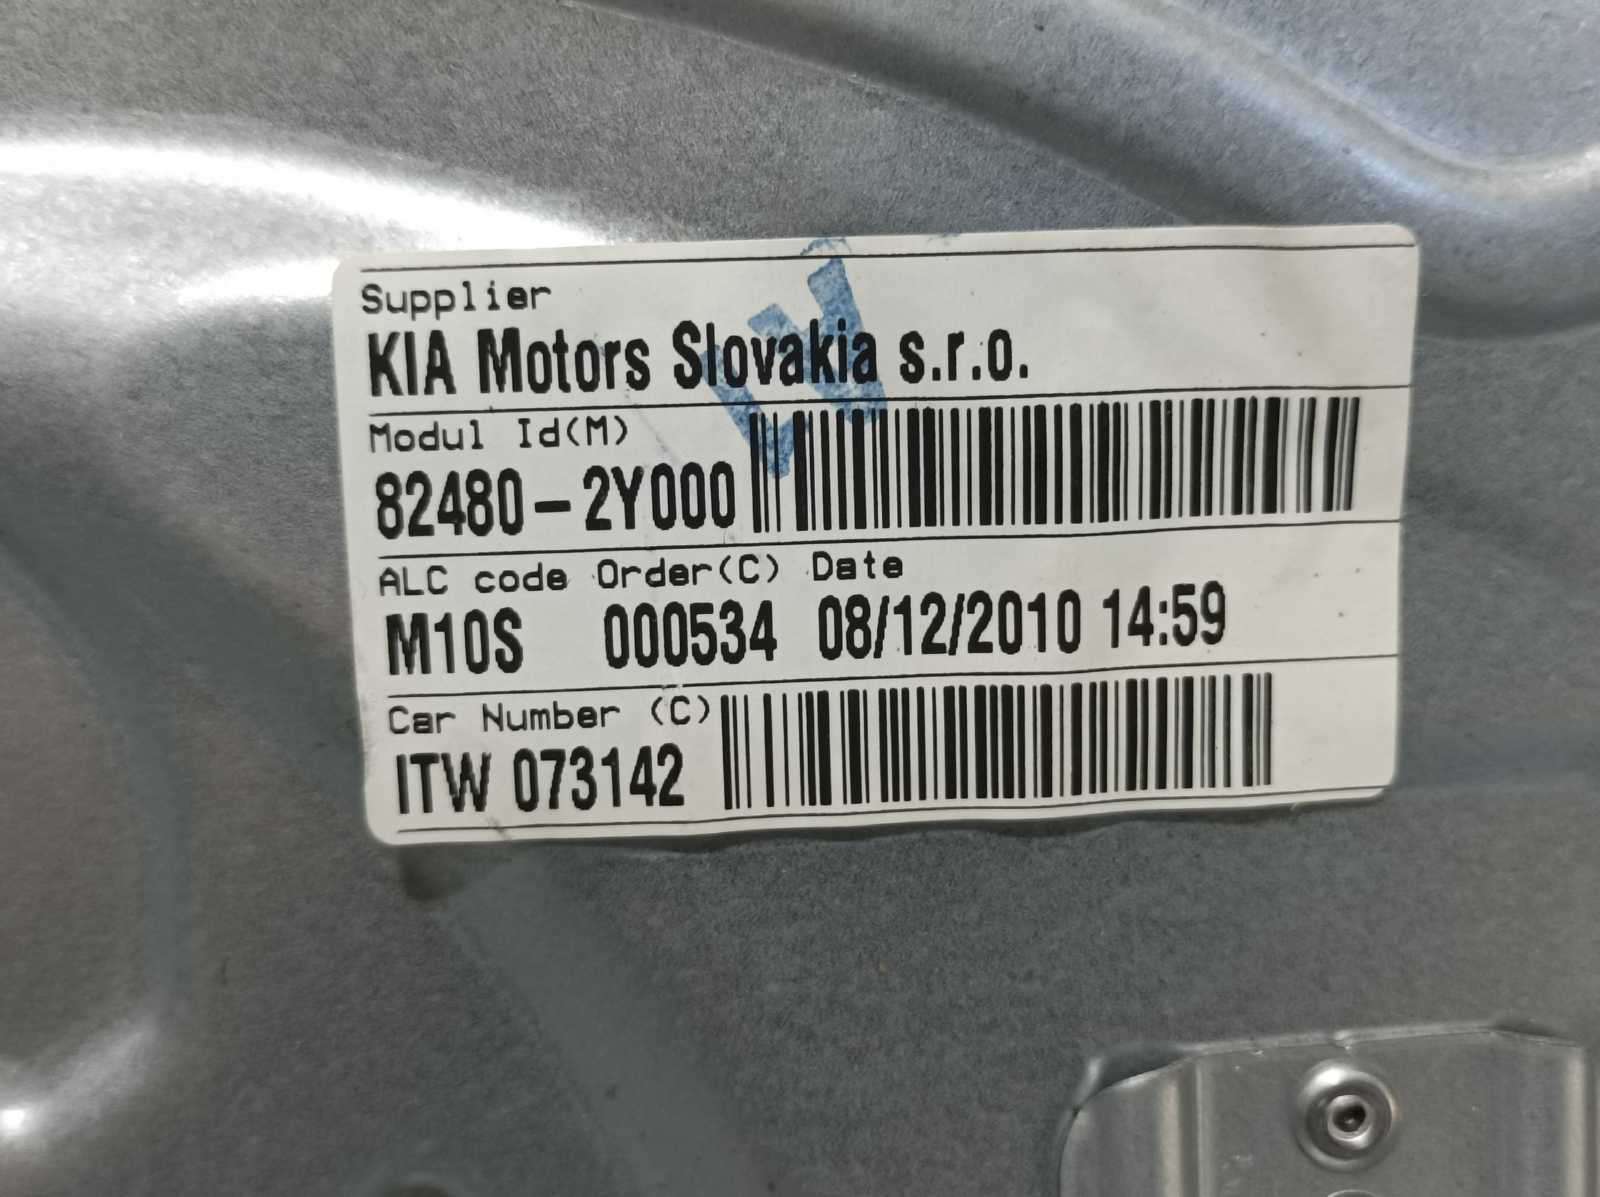 Supplier
KIA Motors Slovakia s.r.o.
Modul Id(M)
82480-2Y000
ALC code Order(C) Date
M10S 000534 08/12/2010 14:59
Car Number (C)
ITW 073142